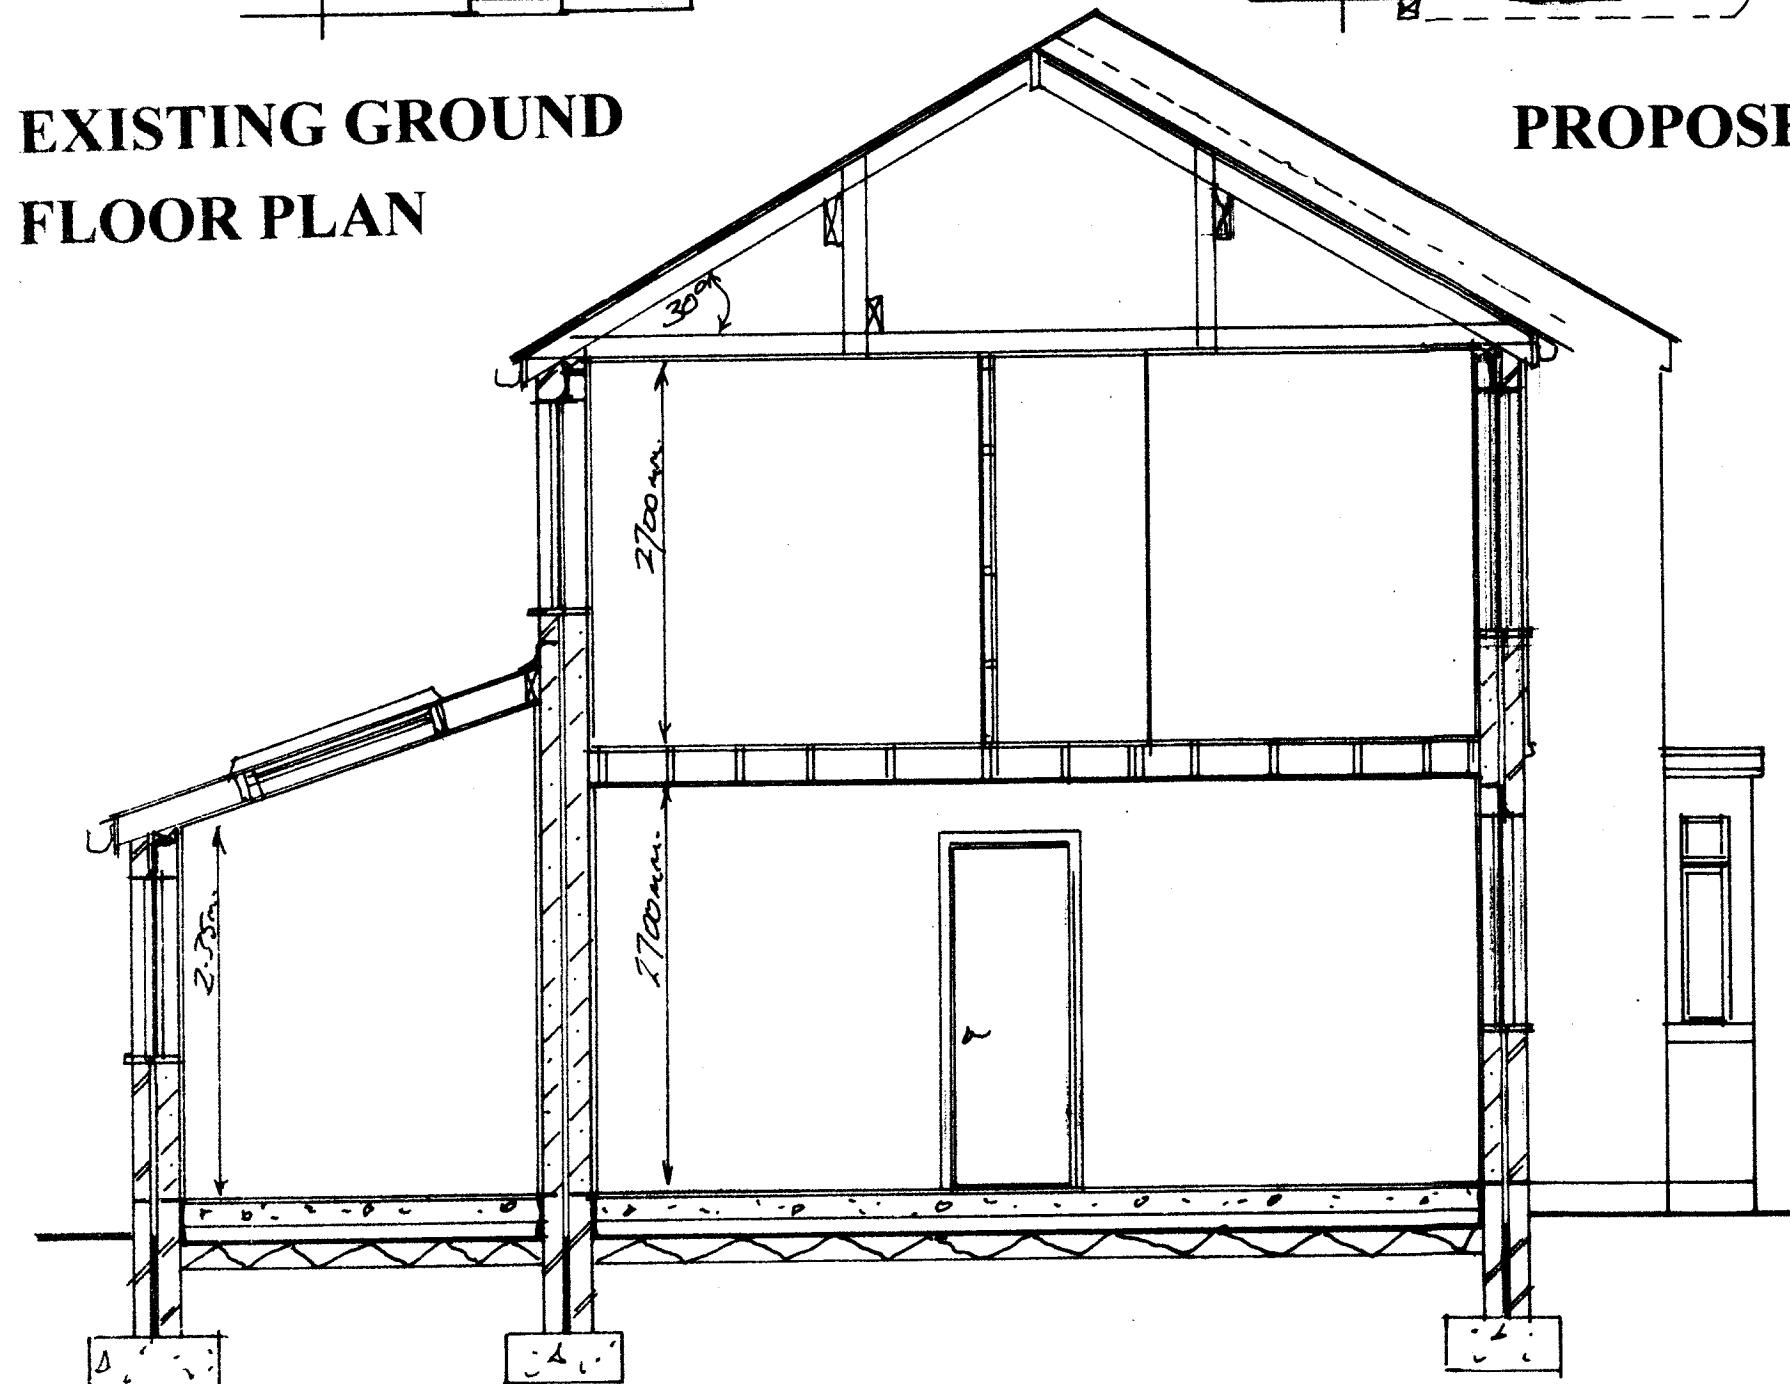 EXISTING GROUND
FLOOR PLAN
PROPOSE
30°
2700mm.
2.35m.
2700mm.